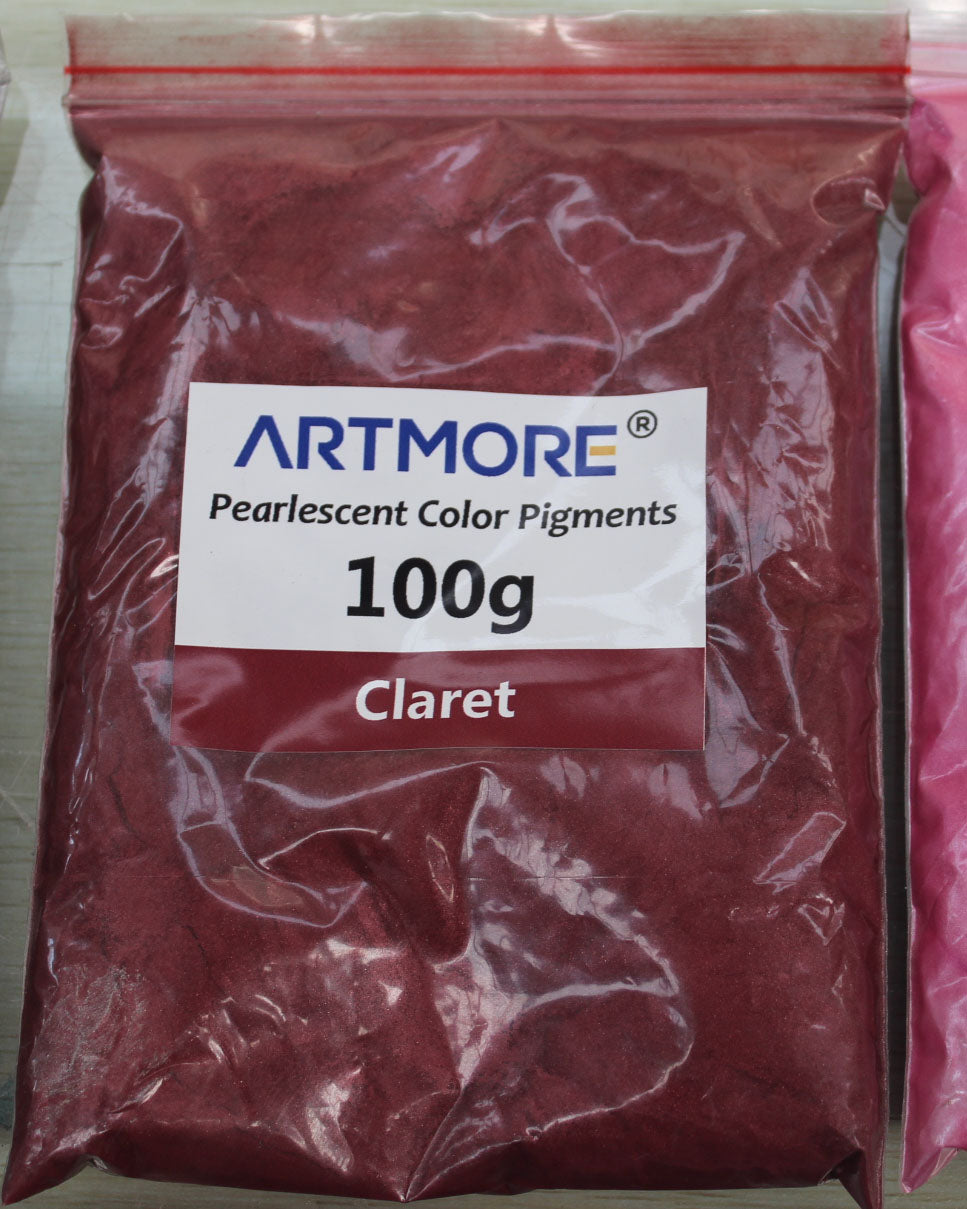 ARTMORE®
Pearlescent Color Pigments
100g
Claret